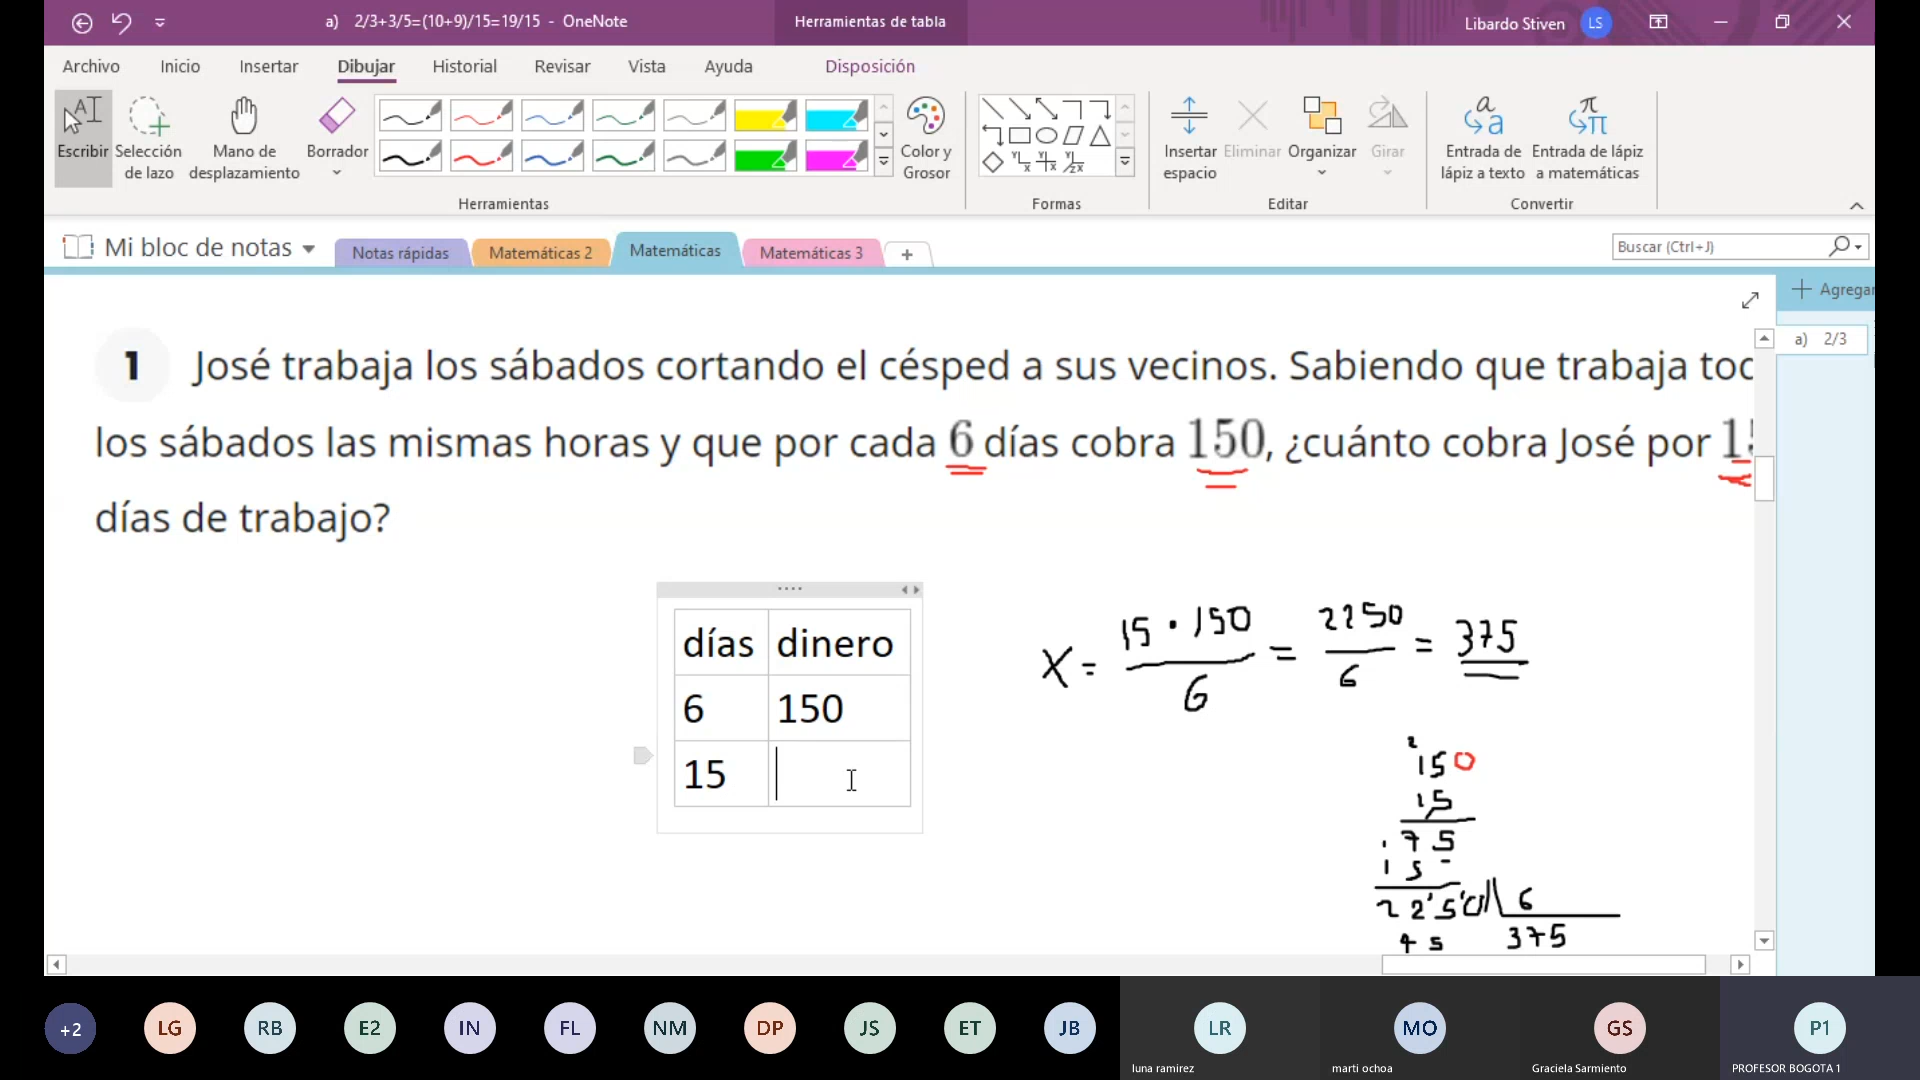 a) 2/3+3/5=(10+9)/15=19/15 - OneNote
Herramientas de tabla
Libardo Stiven LS
Archivo Inicio Insertar Dibujar Historial Revisar Vista Ayuda Disposición
Escribir
Selección de lazo
Mano de desplazamiento
Borrador
Color y Grosor
Insertar espacio
Eliminar
Organizar
Girar
Entrada de lápiz a texto
Entrada de lápiz a matemáticas
Herramientas Formas Editar Convertir
Mi bloc de notas Notas rápidas Matemáticas 2 Matemáticas Matemáticas 3 +
Buscar (Ctrl+J)
Agregar
a) 2/3
1 José trabaja los sábados cortando el césped a sus vecinos. Sabiendo que trabaja toc
los sábados las mismas horas y que por cada 6 días cobra 150, ¿cuánto cobra José por 15
días de trabajo?
días dinero
6 150
15
X = 15 · 150 / 6 = 2250 / 6 = 375
2
150
15
175
15-
2250 6
45 375
+2 LG RB E2 IN FL NM DP JS ET JB LR MO GS P1
luna ramirez marti ochoa Graciela Sarmiento PROFESOR BOGOTA 1